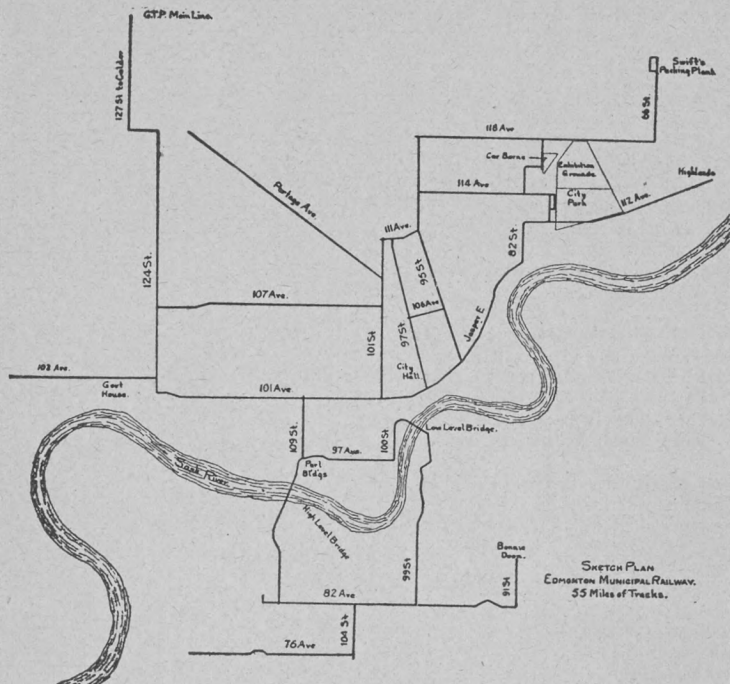 G.T.P. Main Line.
127 St to Calder
Swift's
Packing Plant
66 St.
118 Ave
Car Barns
Exhibition
Grounds
Highlands
114 Ave
City
Park
112 Ave.
Portage Ave.
111 Ave.
82 St.
95 St
124 St.
107 Ave.
106 Ave
101 St
97 St
Jasper E
City
Hall
102 Ave.
Govt
House.
101 Ave.
109 St.
100 St
Low Level Bridge.
97 Ave.
Parl
Bldgs
Sask River
High Level Bridge
99 St
Bonnie
Doon.
91 St
SKETCH PLAN
EDMONTON MUNICIPAL RAILWAY.
55 Miles of Tracks.
82 Ave
104 St
76 Ave